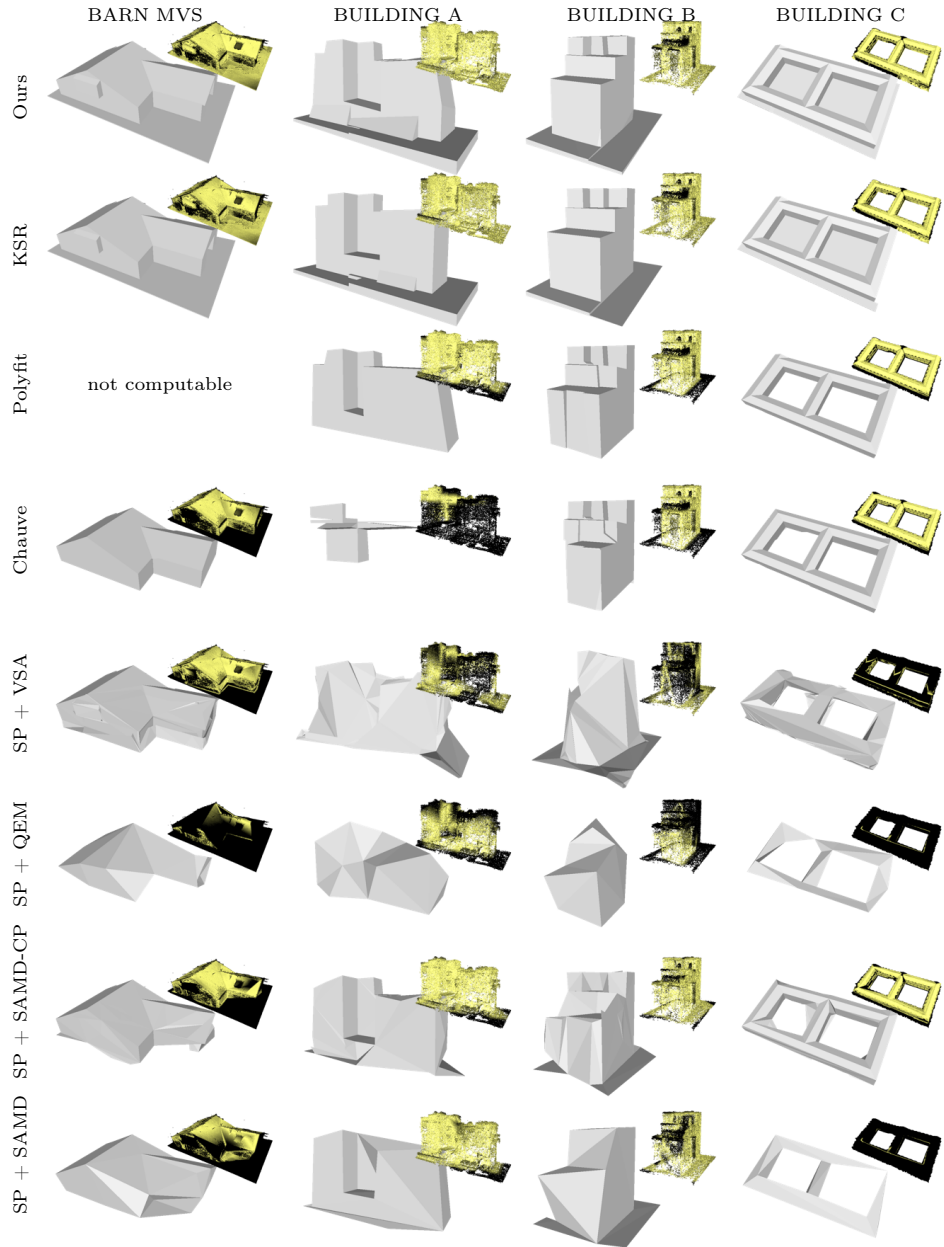 BARN MVS
BUILDING A
BUILDING B
BUILDING C
Ours
KSR
Polyfit
not computable
Chauve
SP + VSA
SP + QEM
SP + SAMD-CP
SP + SAMD